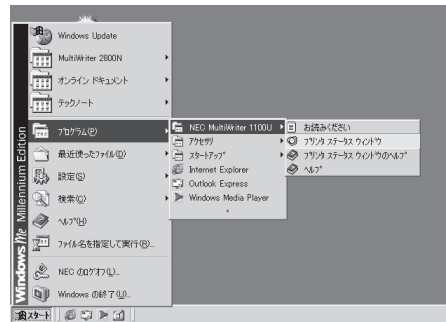 Windows Update
MultiWriter 2800N
オンライン ドキュメント
テックノート
プログラム(P)
最近使ったファイル(D)
設定(S)
検索(C)
ヘルプ(H)
ファイル名を指定して実行(R)...
NEC のログオフ(L)...
Windows の終了(U)...
Windows Me Millennium Edition
NEC MultiWriter 1100U
アクセサリ
スタートアップ
Internet Explorer
Outlook Express
Windows Media Player
お読みください
プリンタ ステータス ウィンドウ
プリンタ ステータス ウィンドウのヘルプ
ヘルプ
スタート